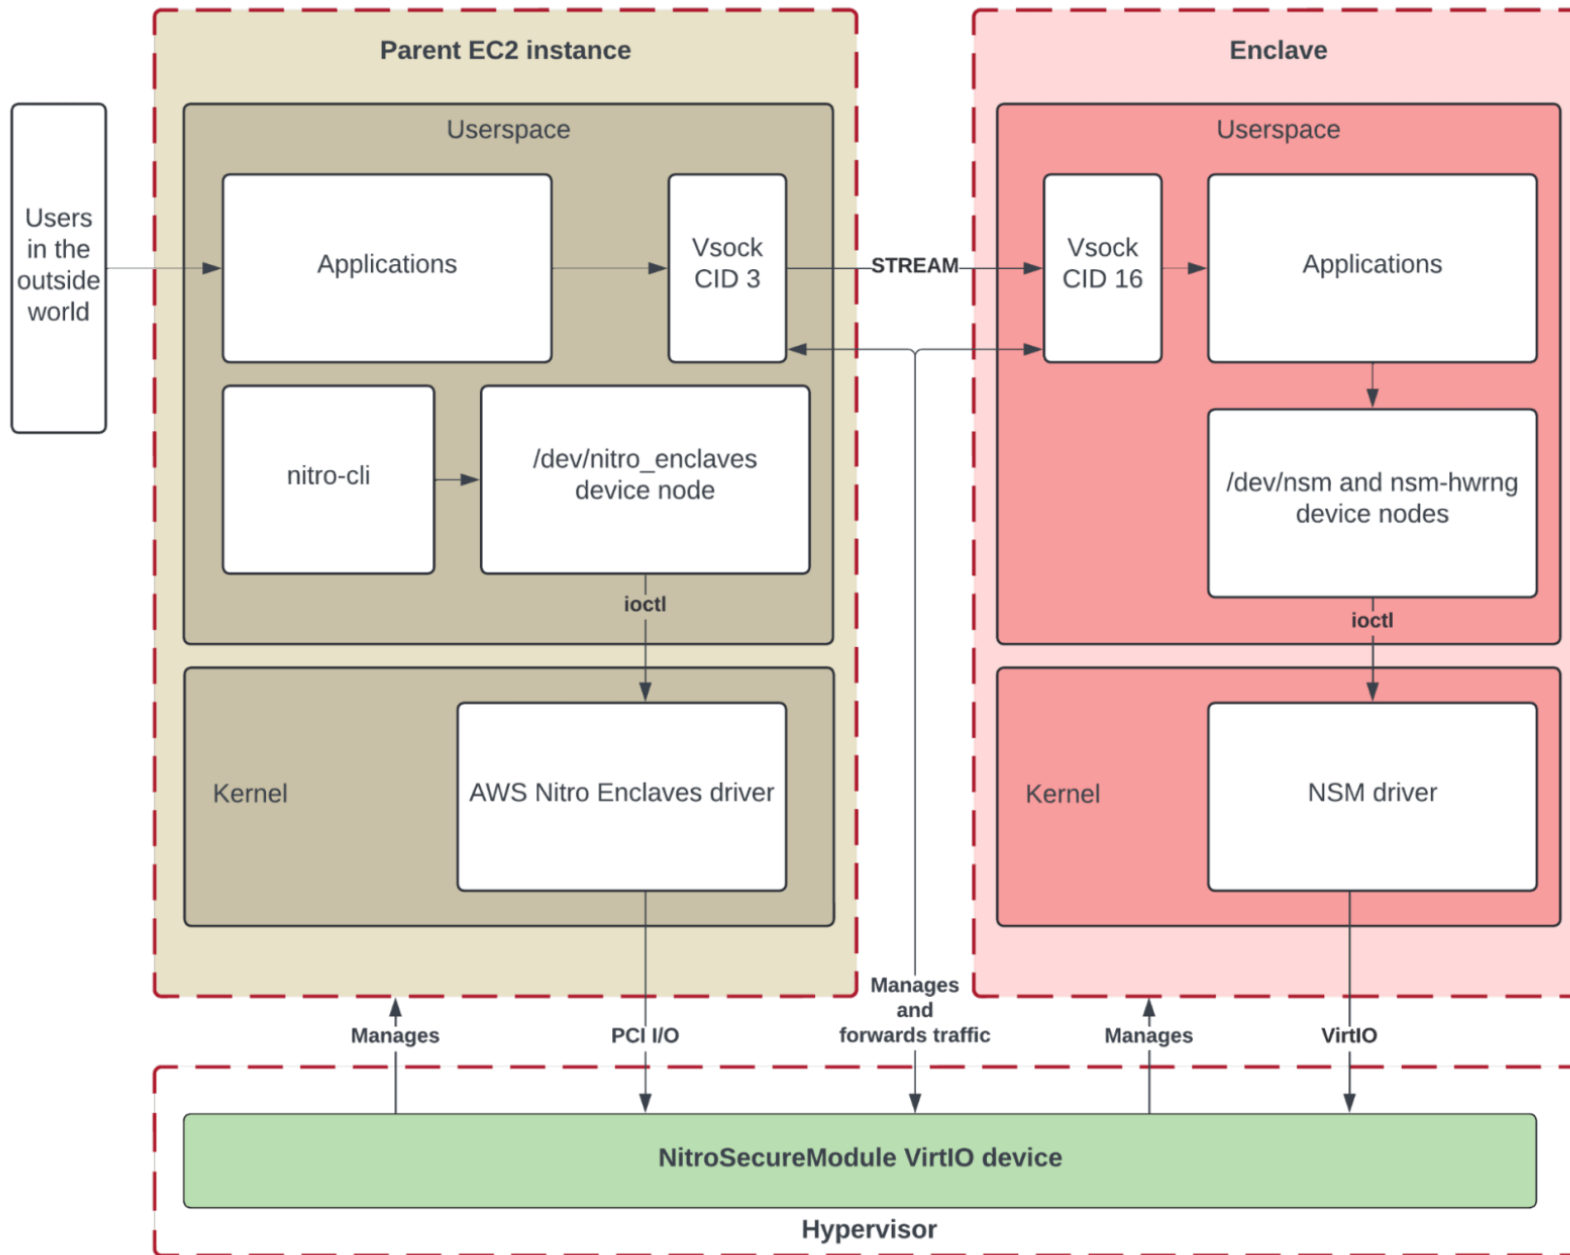 Parent EC2 instance
Enclave
Userspace
Userspace
Users
in the
outside
world
Applications
Vsock
CID 3
STREAM
Vsock
CID 16
Applications
nitro-cli
/dev/nitro_enclaves
device node
/dev/nsm and nsm-hwrng
device nodes
ioctl
ioctl
Kernel
AWS Nitro Enclaves driver
Kernel
NSM driver
Manages
PCI I/O
Manages
and
forwards traffic
Manages
VirtIO
NitroSecureModule VirtIO device
Hypervisor